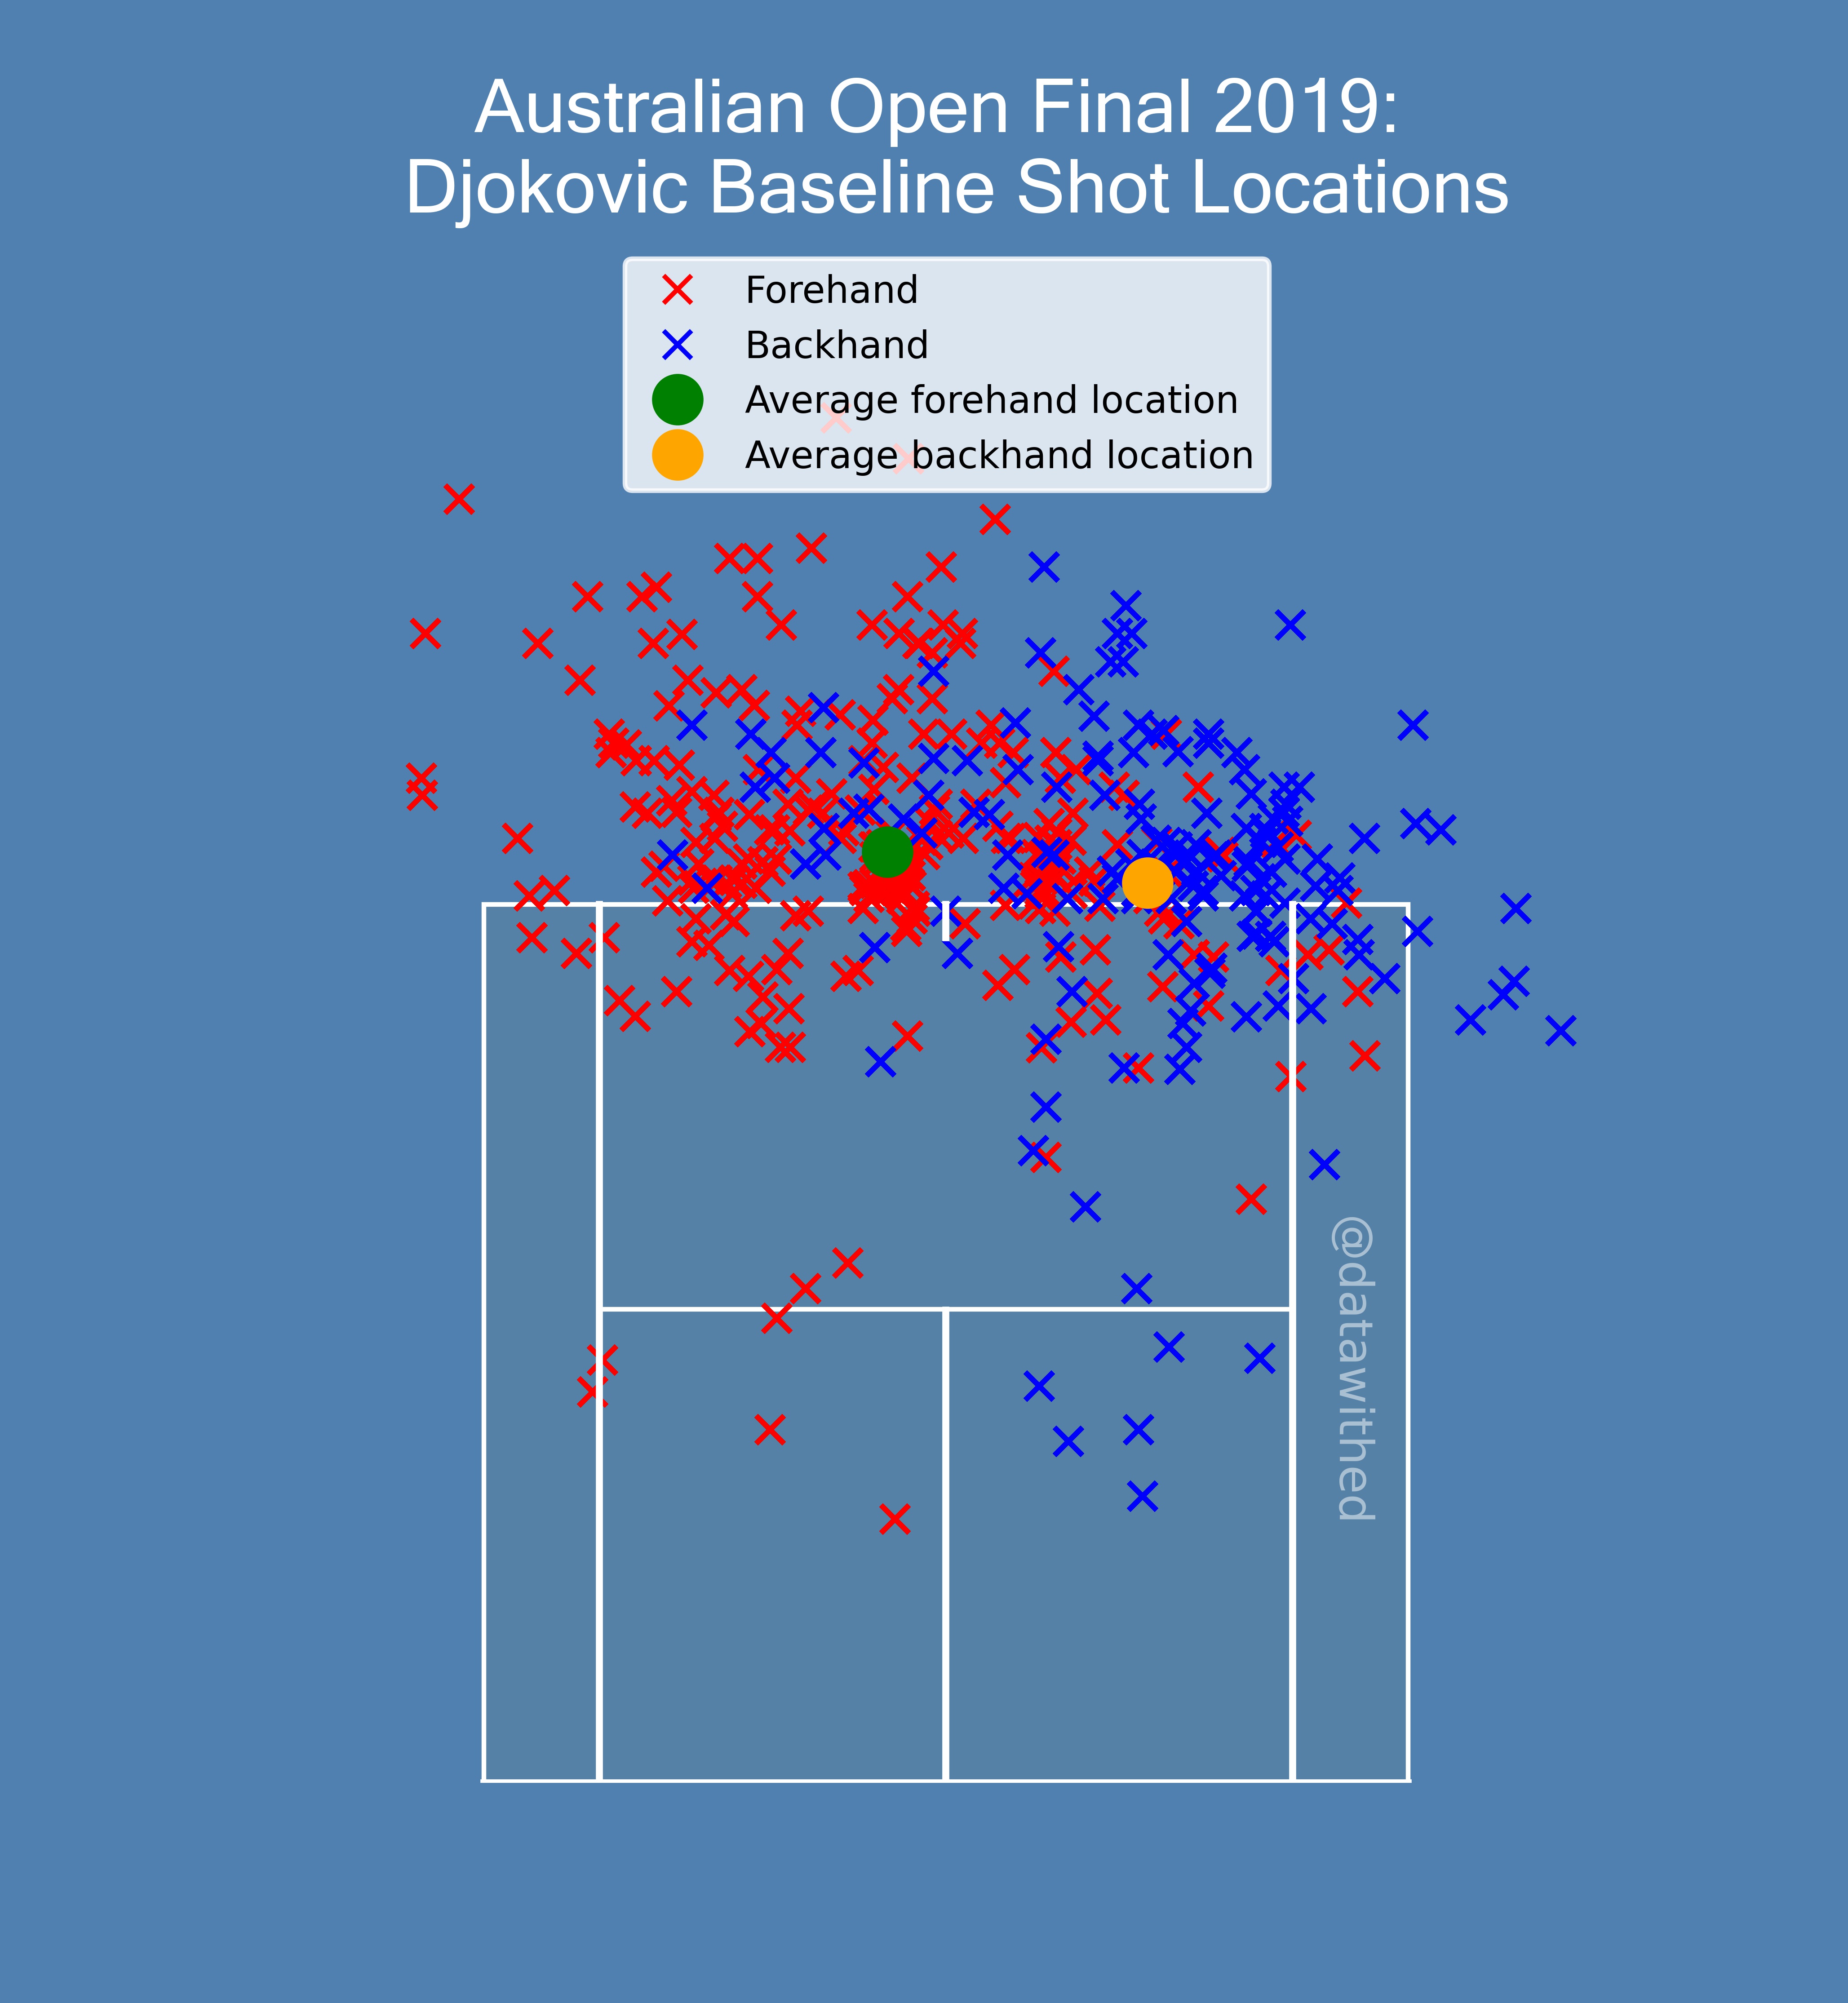 Australian Open Final 2019:
Djokovic Baseline Shot Locations
Forehand
Backhand
Average forehand location
Average backhand location
@datawithed